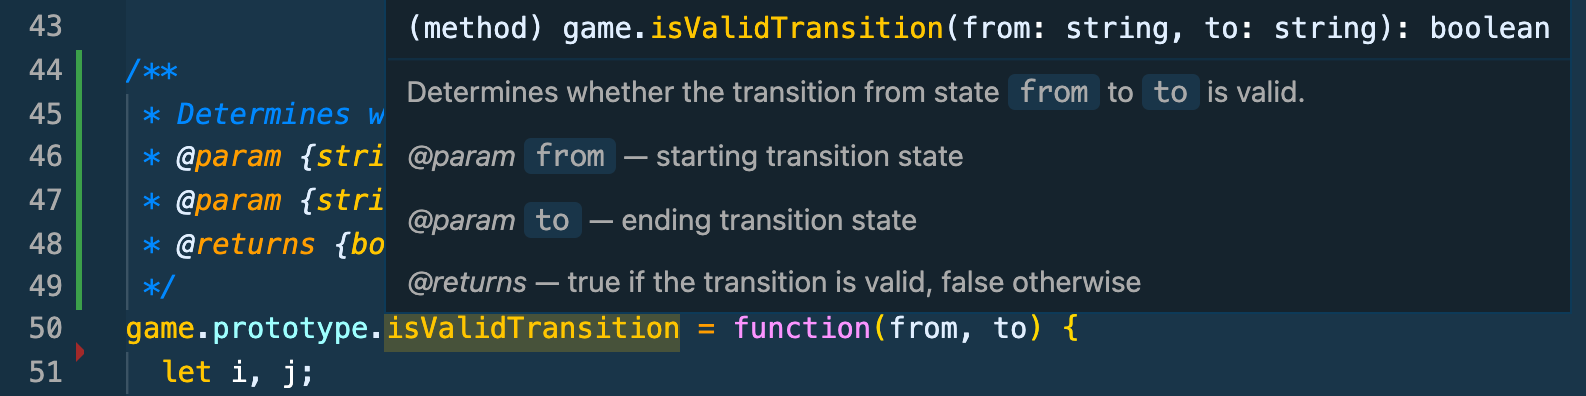 43
(method) game.isValidTransition(from: string, to: string): boolean
44 /**
Determines whether the transition from state from to to is valid.
45 * Determines w
46 * @param {stri
@param from — starting transition state
47 * @param {stri
@param to — ending transition state
48 * @returns {bo
49 */
@returns — true if the transition is valid, false otherwise
50 game.prototype.isValidTransition = function(from, to) {
51 let i, j;